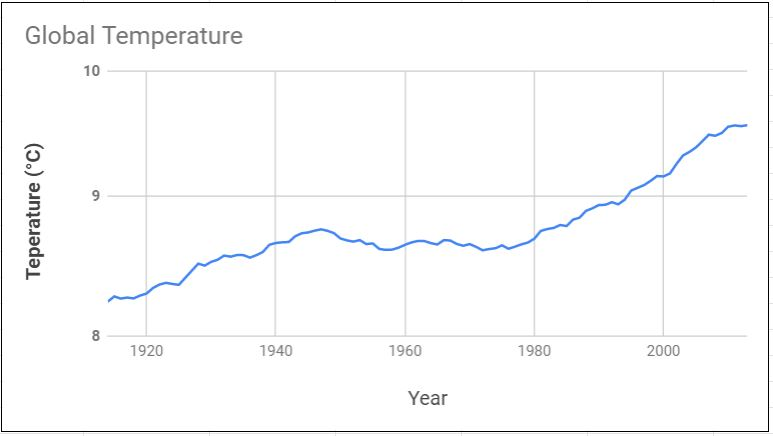 Global Temperature
10
9
8
Teperature (°C)
1920 1940 1960 1980 2000
Year